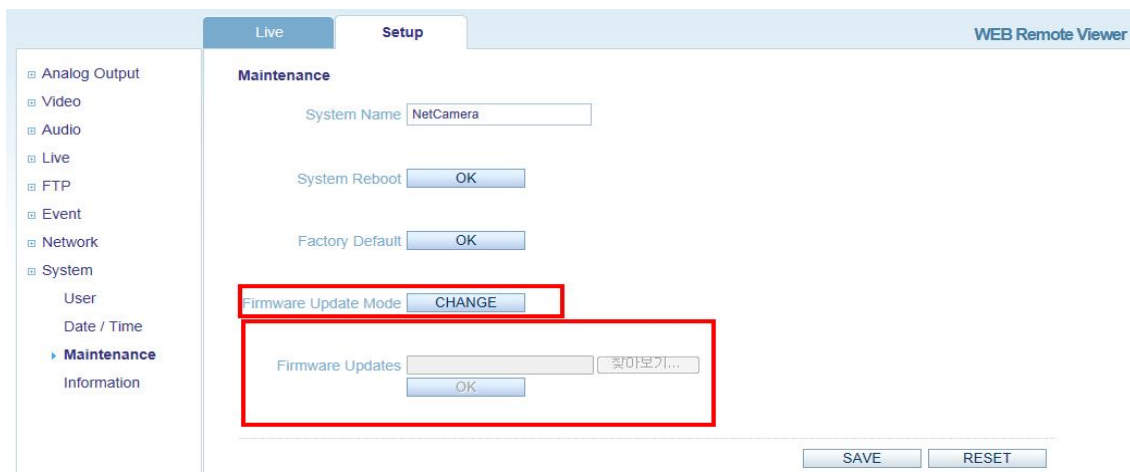 Live Setup WEB Remote Viewer
Analog Output
Video
Audio
Live
FTP
Event
Network
System
User
Date / Time
Maintenance
Information
Maintenance
System Name NetCamera
System Reboot OK
Factory Default OK
Firmware Update Mode CHANGE
Firmware Updates 찾아보기...
OK
SAVE RESET